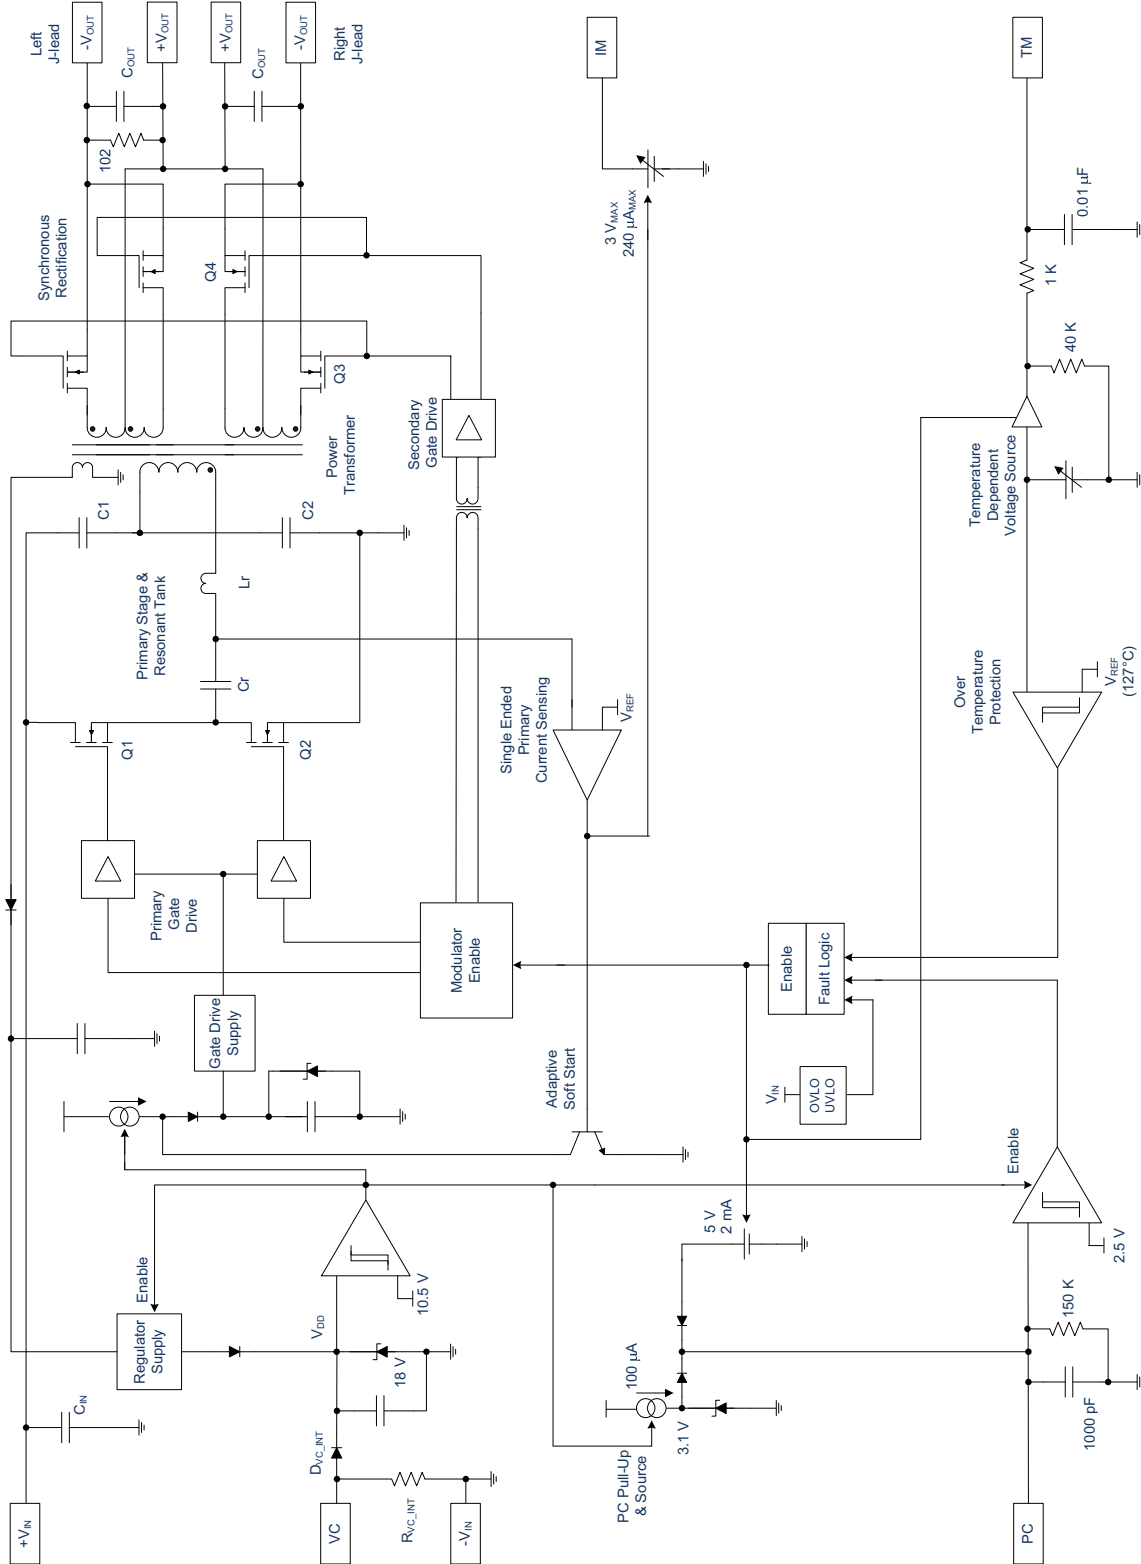 Left
J-lead
-VOUT
+VOUT
+VOUT
-VOUT
Right
J-lead
COUT
COUT
102
Synchronous
Rectification
Q4
Q3
Power
Transformer
Secondary
Gate Drive
C1
C2
Primary Stage &
Resonant Tank
Lr
Cr
Q1
Q2
Primary
Gate
Drive
Gate Drive
Supply
Modulator
Enable
Single Ended
Primary
Current Sensing
VREF
IM
3 VMAX
240 μAMAX
TM
0.01 μF
1 K
40 K
Temperature
Dependent
Voltage Source
Over
Temperature
Protection
VREF
(127°C)
Enable
Fault Logic
VIN
OVLO
UVLO
Adaptive
Soft Start
Enable
2.5 V
5 V
2 mA
Enable
Regulator
Supply
VDD
10.5 V
18 V
CIN
DVC_INT
RVC_INT
+VIN
VC
-VIN
100 μA
3.1 V
PC Pull-Up
& Source
150 K
1000 pF
PC